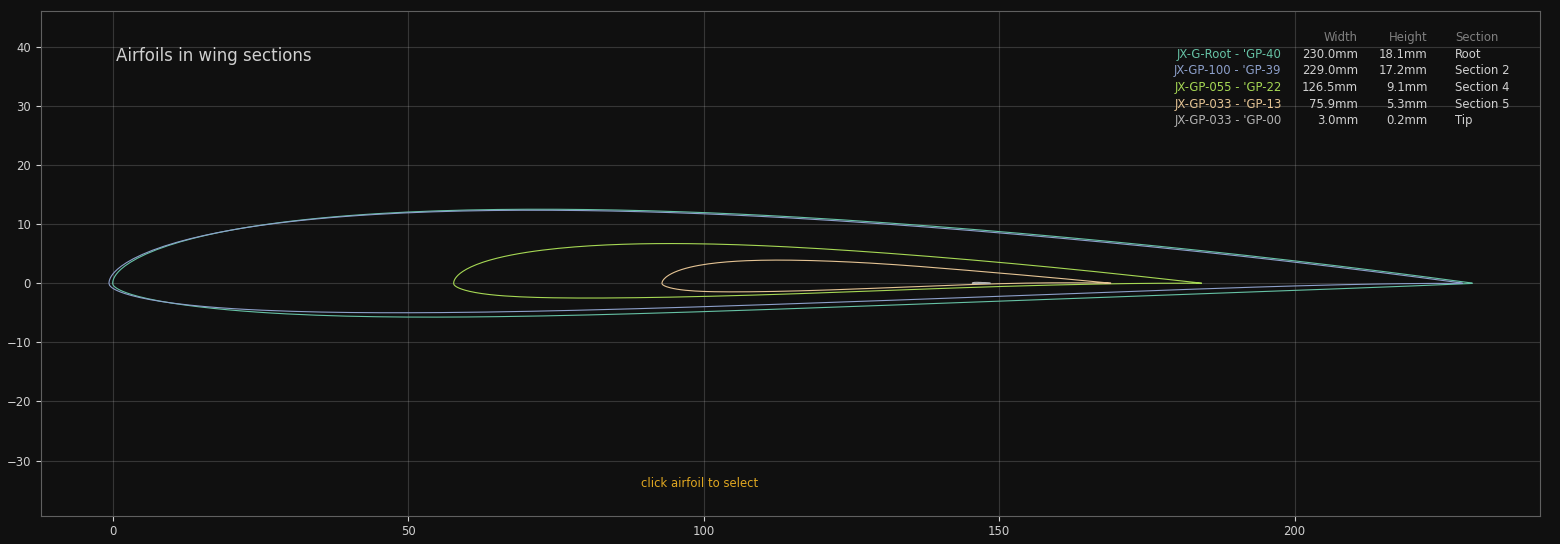 Airfoils in wing sections
Width Height Section
JX-G-Root - 'GP-40 230.0mm 18.1mm Root
JX-GP-100 - 'GP-39 229.0mm 17.2mm Section 2
JX-GP-055 - 'GP-22 126.5mm 9.1mm Section 4
JX-GP-033 - 'GP-13 75.9mm 5.3mm Section 5
JX-GP-033 - 'GP-00 3.0mm 0.2mm Tip
40
30
20
10
0
−10
−20
−30
click airfoil to select
0 50 100 150 200